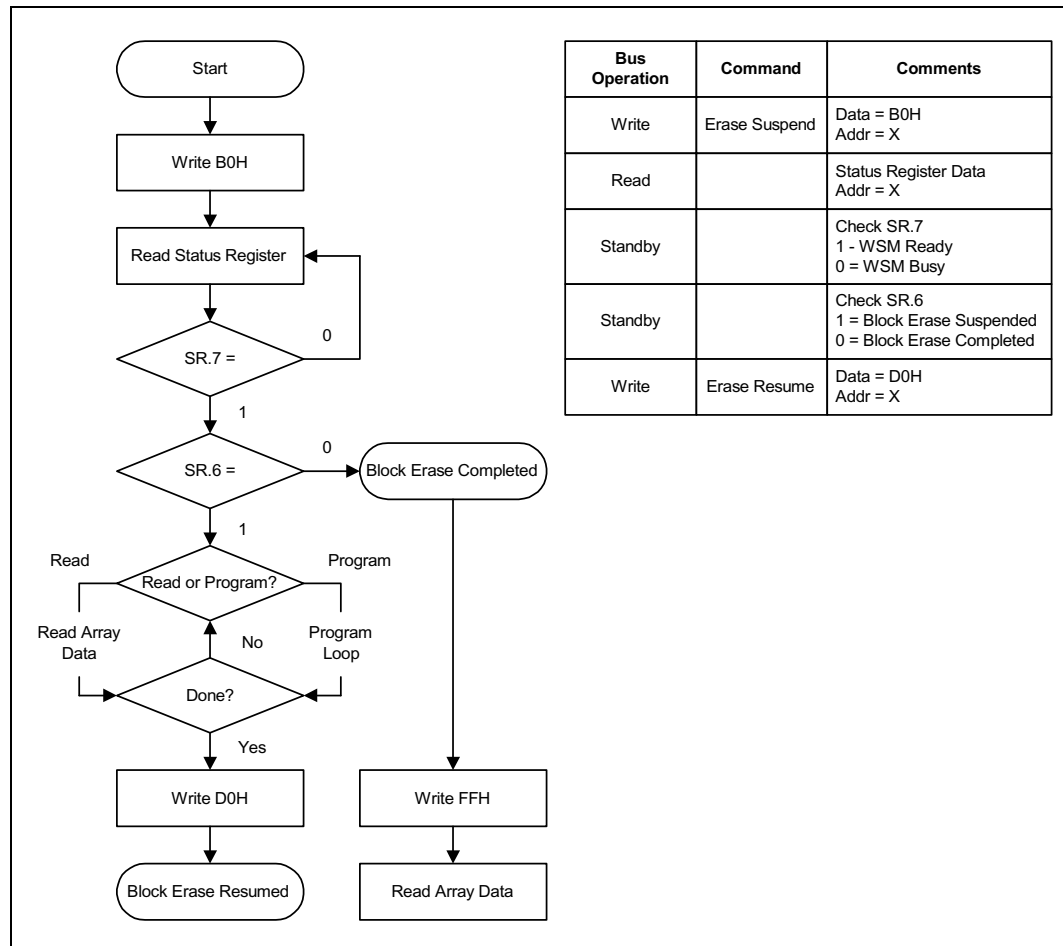 Start
Write B0H
Read Status Register
0
SR.7 =
1
0
SR.6 =
Block Erase Completed
1
Read
Program
Read or Program?
Read Array
Data
No
Program
Loop
Done?
Yes
Write D0H
Write FFH
Block Erase Resumed
Read Array Data
Bus
Operation
Command
Comments
Write
Erase Suspend
Data = B0H
Addr = X
Read
Status Register Data
Addr = X
Standby
Check SR.7
1 - WSM Ready
0 = WSM Busy
Standby
Check SR.6
1 = Block Erase Suspended
0 = Block Erase Completed
Write
Erase Resume
Data = D0H
Addr = X